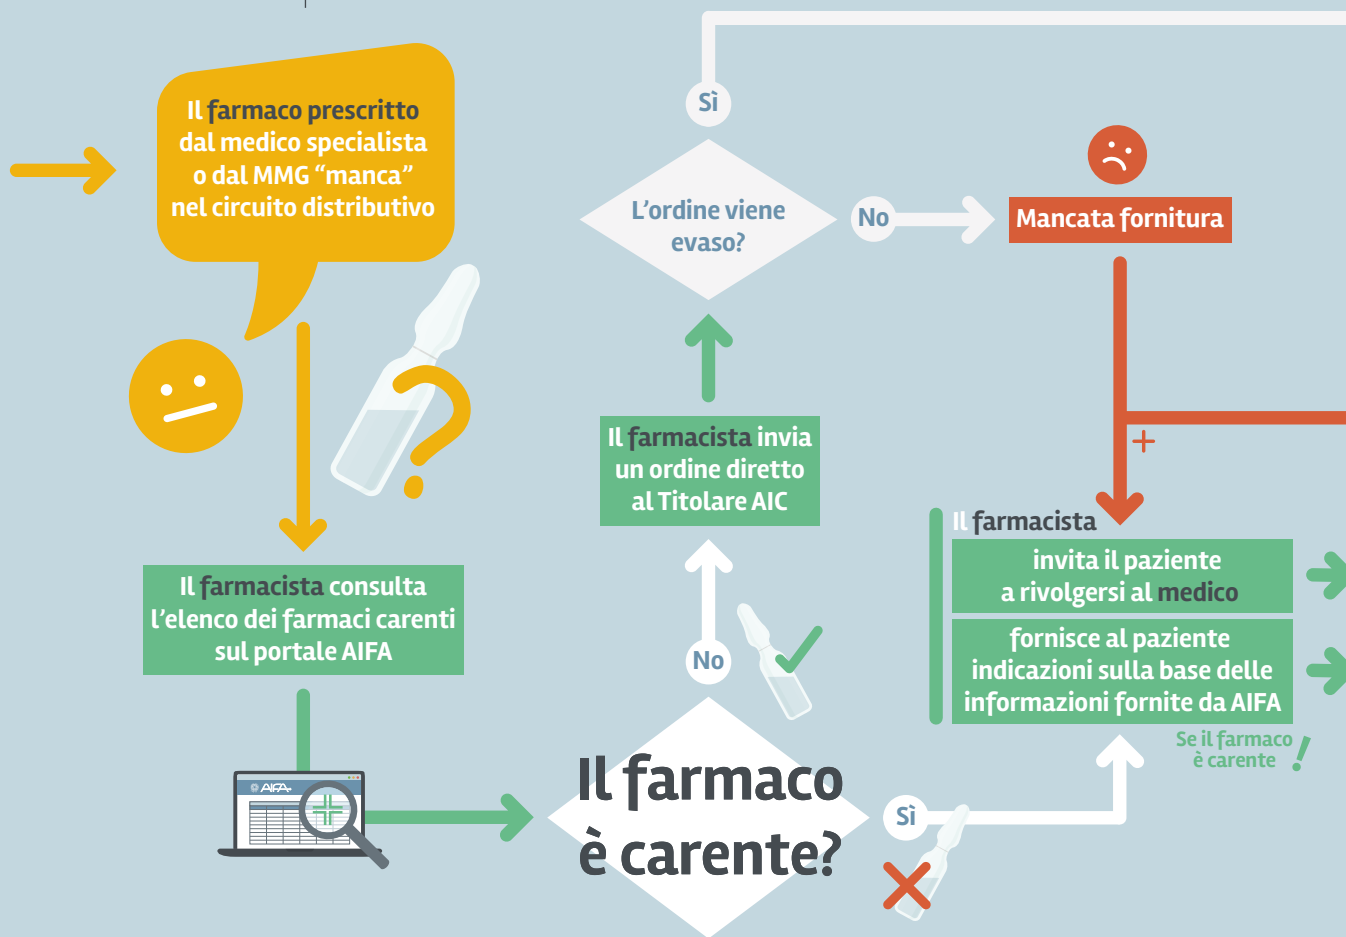 Il farmaco prescritto
dal medico specialista
o dal MMG “manca”
nel circuito distributivo
Il farmacista consulta
l’elenco dei farmaci carenti
sul portale AIFA
AIFA
Il farmaco
è carente?
No
Il farmacista invia
un ordine diretto
al Titolare AIC
L’ordine viene
evaso?
Sì
No
Mancata fornitura
+
Il farmacista
invita il paziente
a rivolgersi al medico
fornisce al paziente
indicazioni sulla base delle
informazioni fornite da AIFA
Se il farmaco
è carente !
Sì